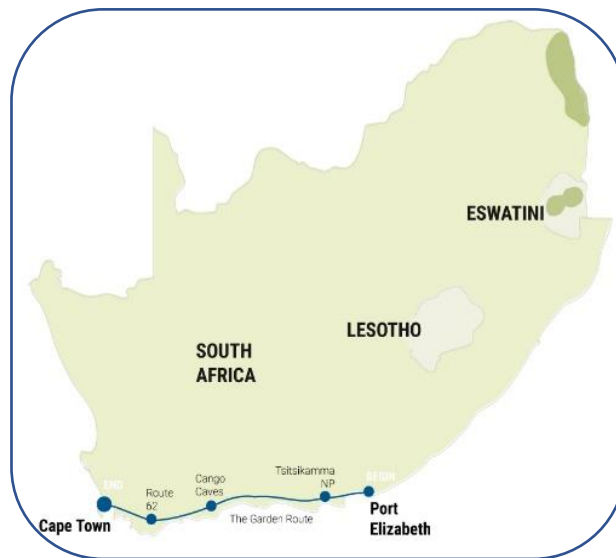 ESWATINI
LESOTHO
SOUTH
AFRICA
END
BEGIN
Tsitsikamma
NP
Cango
Caves
Route
62
The Garden Route
Cape Town
Port
Elizabeth